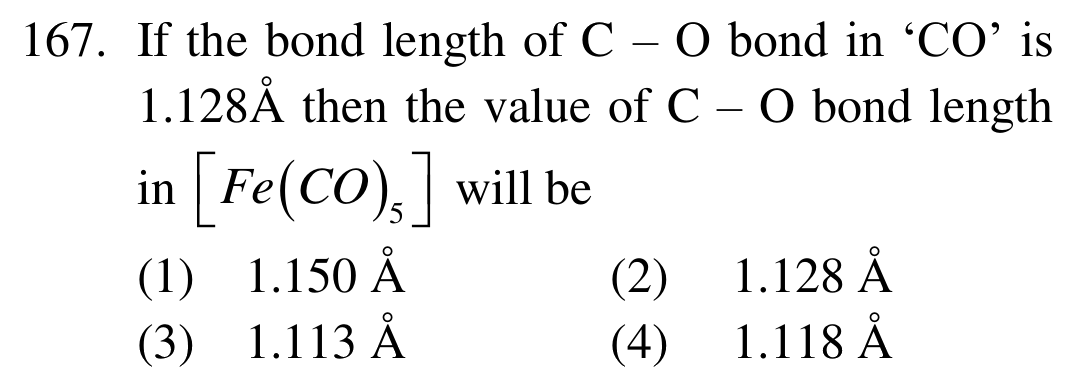 167. If the bond length of C – O bond in ‘CO’ is
1.128Å then the value of C – O bond length
in [Fe(CO)₅] will be
(1) 1.150 Å (2) 1.128 Å
(3) 1.113 Å (4) 1.118 Å